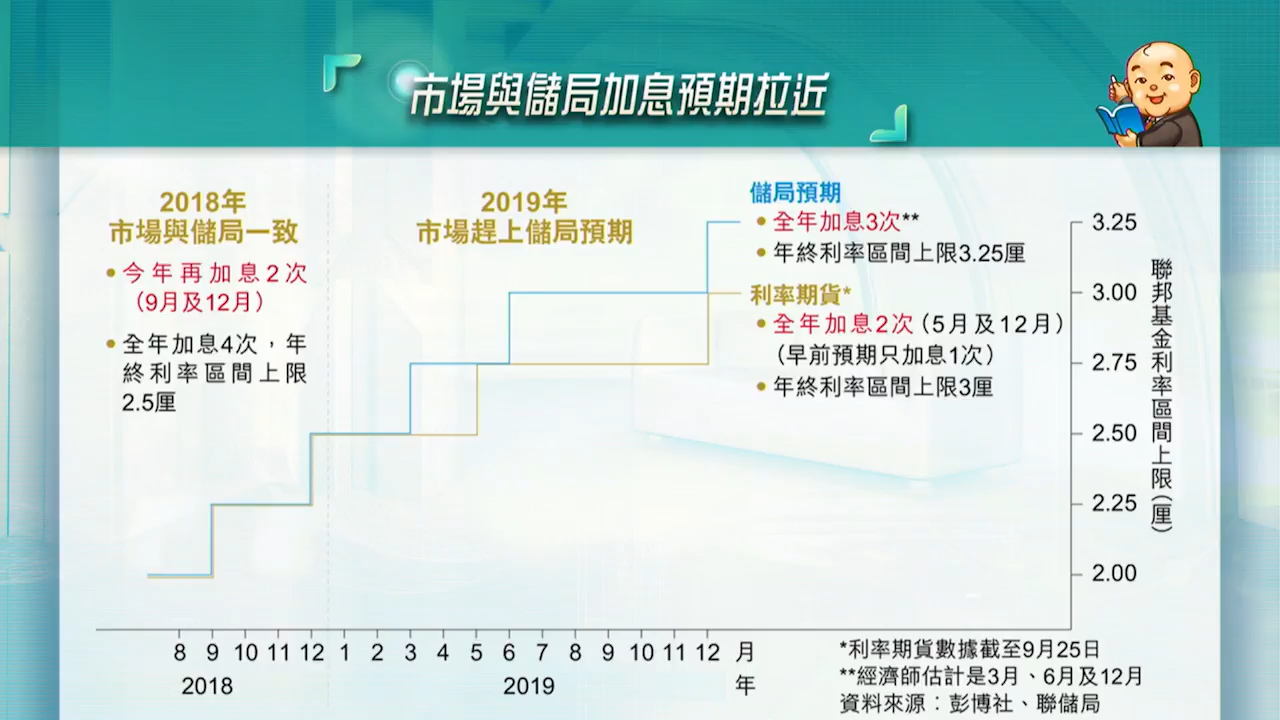 市場與儲局加息預期拉近
2018年
市場與儲局一致
• 今年再加息2次
（9月及12月）
• 全年加息4次，年
終利率區間上限
2.5厘
2019年
市場趕上儲局預期
儲局預期
• 全年加息3次**
• 年終利率區間上限3.25厘
利率期貨*
• 全年加息2次（5月及12月）
（早前預期只加息1次）
• 年終利率區間上限3厘
3.25
3.00
2.75
2.50
2.25
2.00
聯邦基金利率區間上限（厘）
8 9 10 11 12 1 2 3 4 5 6 7 8 9 10 11 12 月
2018 2019 年
*利率期貨數據截至9月25日
**經濟師估計是3月、6月及12月
資料來源：彭博社、聯儲局